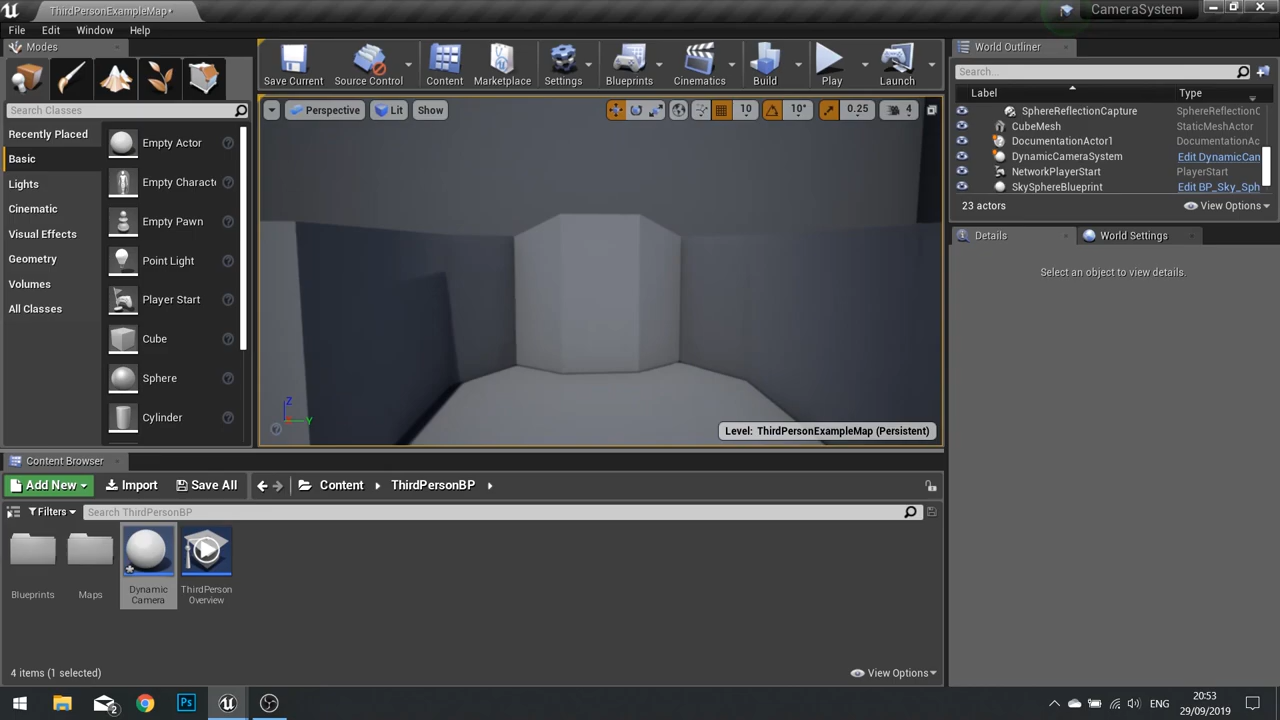 ThirdPersonExampleMap*
CameraSystem
File Edit Window Help
Modes
Search Classes
Recently Placed
Basic
Lights
Cinematic
Visual Effects
Geometry
Volumes
All Classes
Empty Actor
Empty Characte
Empty Pawn
Point Light
Player Start
Cube
Sphere
Cylinder
Save Current
Source Control
Content
Marketplace
Settings
Blueprints
Cinematics
Build
Play
Launch
Perspective
Lit
Show
10
10°
0.25
4
Z
Y
Level: ThirdPersonExampleMap (Persistent)
World Outliner
Search...
Label Type
SphereReflectionCapture SphereReflectionC
CubeMesh StaticMeshActor
DocumentationActor1 DocumentationAc
DynamicCameraSystem Edit DynamicCan
NetworkPlayerStart PlayerStart
SkySphereBlueprint Edit BP_Sky_Sph
23 actors
View Options
Details
World Settings
Select an object to view details.
Content Browser
Add New
Import
Save All
Content
ThirdPersonBP
Filters
Search ThirdPersonBP
Blueprints
Maps
Dynamic
Camera
ThirdPerson
Overview
4 items (1 selected)
View Options
2
Ps
ENG
20:53
29/09/2019